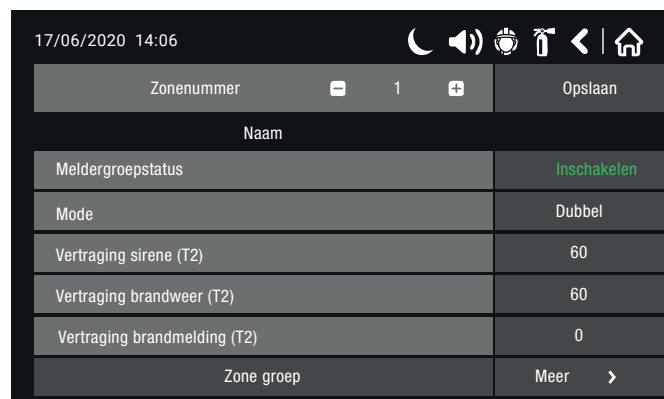 17/06/2020 14:06
Zonenummer 1 Opslaan
Naam
Meldergroepstatus Inschakelen
Mode Dubbel
Vertraging sirene (T2) 60
Vertraging brandweer (T2) 60
Vertraging brandmelding (T2) 0
Zone groep Meer